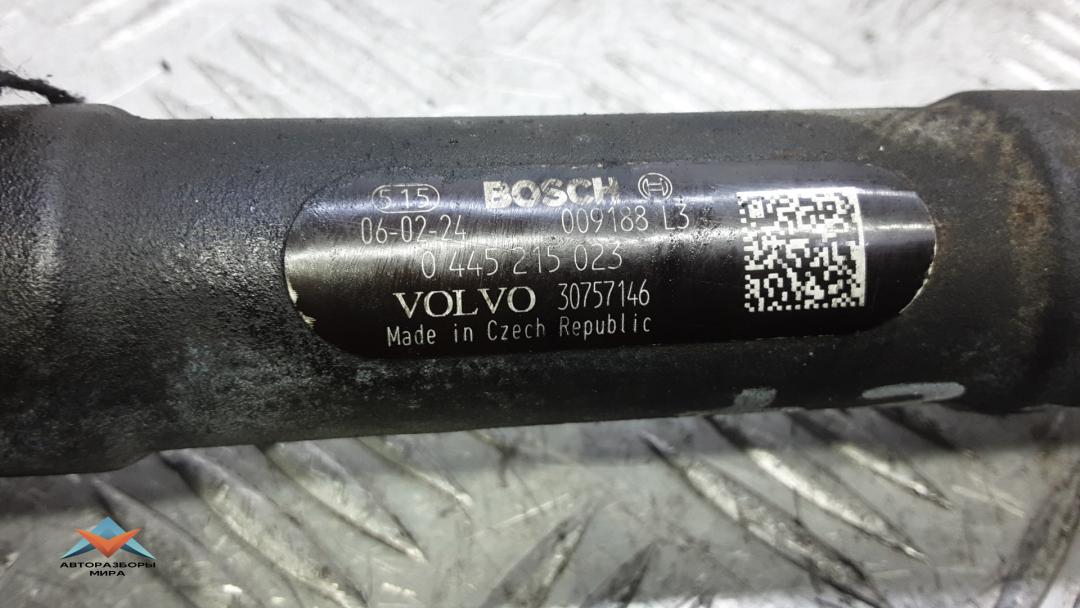 515 BOSCH
06-02-24 009188 L3
0 445 215 023
VOLVO 30757146
Made in Czech Republic
АВТОРАЗБОРЫ
МИРА